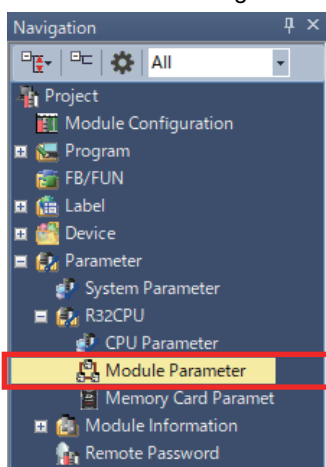 Navigation
All
Project
Module Configuration
Program
FB/FUN
Label
Device
Parameter
System Parameter
R32CPU
CPU Parameter
Module Parameter
Memory Card Paramet
Module Information
Remote Password